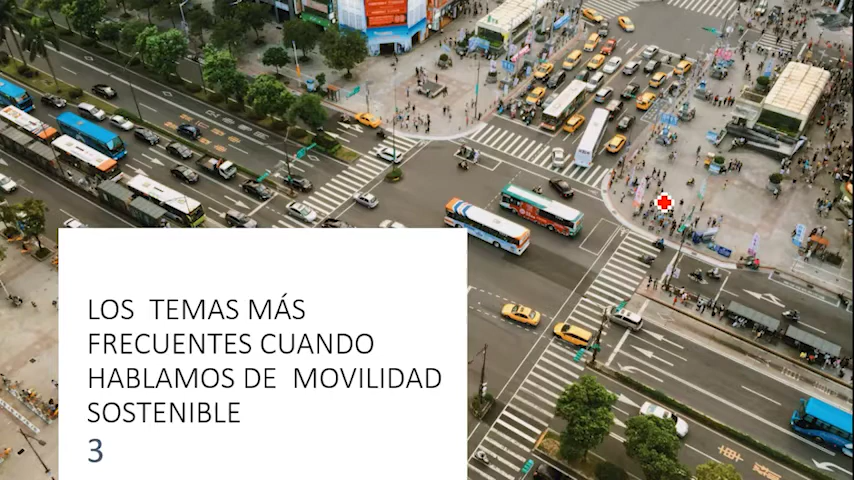 LOS  TEMAS MÁS
FRECUENTES CUANDO
HABLAMOS DE  MOVILIDAD
SOSTENIBLE
3